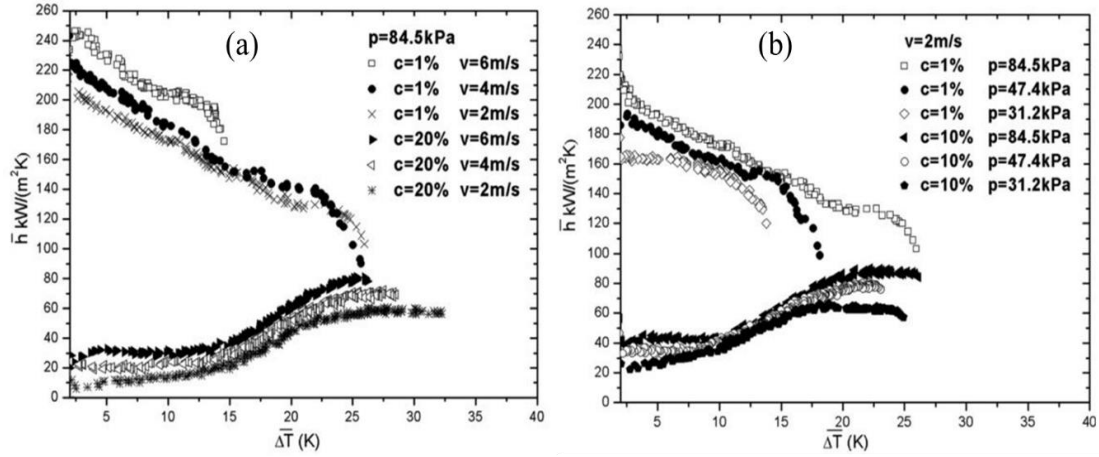 (a)
p=84.5kPa
c=1% v=6m/s
c=1% v=4m/s
c=1% v=2m/s
c=20% v=6m/s
c=20% v=4m/s
c=20% v=2m/s
260
240
220
200
180
160
140
120
100
80
60
40
20
0
h̅ kW/(m²K)
5 10 15 20 25 30 35 40
ΔT̅ (K)
(b)
v=2m/s
c=1% p=84.5kPa
c=1% p=47.4kPa
c=1% p=31.2kPa
c=10% p=84.5kPa
c=10% p=47.4kPa
c=10% p=31.2kPa
260
240
220
200
180
160
140
120
100
80
60
40
20
0
h̅ kW/(m²K)
5 10 15 20 25 30 35 40
ΔT̅ (K)